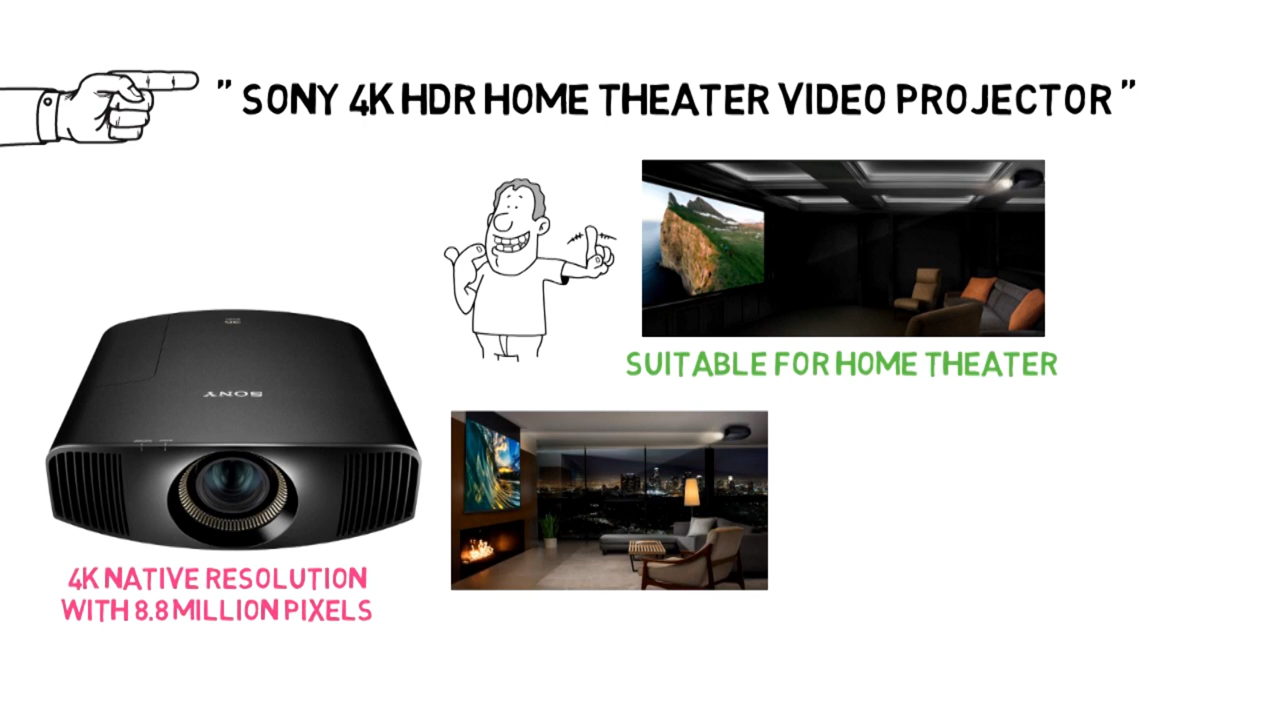 " SONY 4K HDR HOME THEATER VIDEO PROJECTOR "
SUITABLE FOR HOME THEATER
SONY
4K NATIVE RESOLUTION
WITH 8.8 MILLION PIXELS